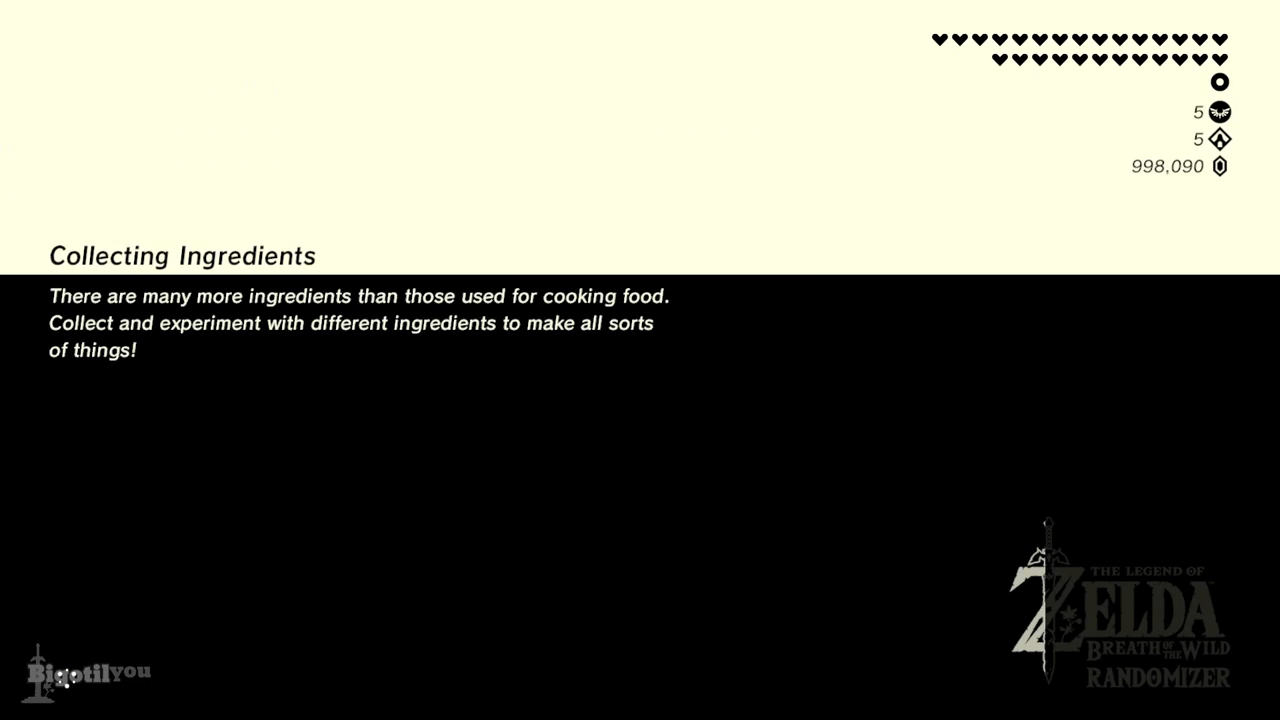 5
5
998,090
Collecting Ingredients
There are many more ingredients than those used for cooking food.
Collect and experiment with different ingredients to make all sorts
of things!
THE LEGEND OF
ZELDA
BREATH OF THE WILD
RANDOMIZER
Bigotilyou